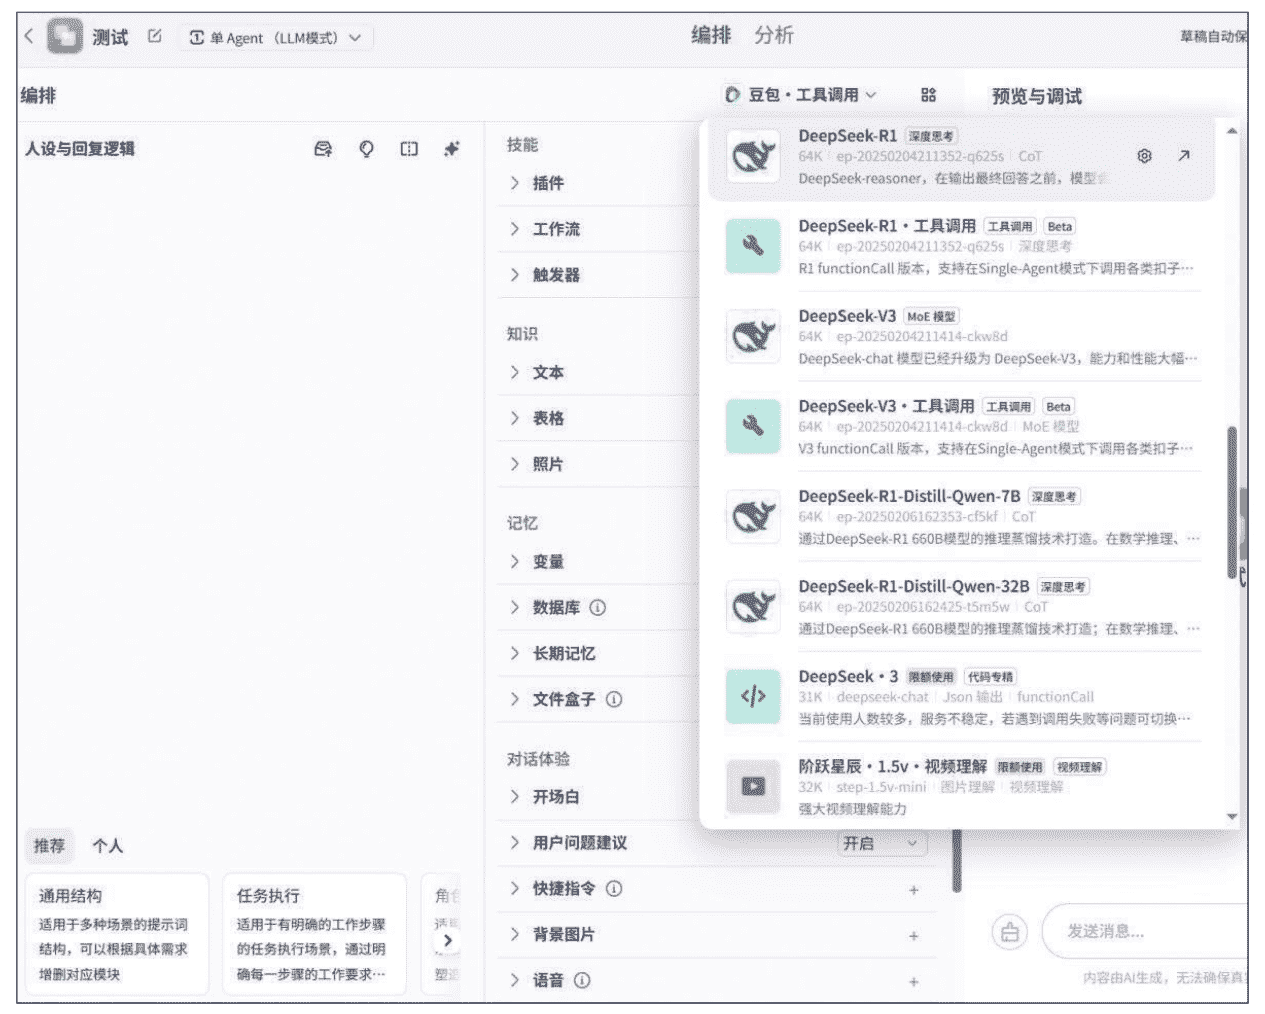 测试
单 Agent（LLM模式）
编排 分析
草稿自动保
编排
豆包・工具调用
预览与调试
人设与回复逻辑
技能
插件
工作流
触发器
知识
文本
表格
照片
记忆
变量
数据库
长期记忆
文件盒子
对话体验
开场白
用户问题建议
开启
快捷指令
背景图片
语音
DeepSeek-R1 深度思考
64K ep-20250204211352-q625s CoT
DeepSeek-reasoner，在输出最终回答之前，模型会
DeepSeek-R1・工具调用 工具调用 Beta
64K ep-20250204211352-q625s 深度思考
R1 functionCall 版本，支持在Single-Agent模式下调用各类扣子…
DeepSeek-V3 MoE 模型
64K ep-20250204211414-ckw8d
DeepSeek-chat 模型已经升级为 DeepSeek-V3，能力和性能大幅…
DeepSeek-V3・工具调用 工具调用 Beta
64K ep-20250204211414-ckw8d MoE 模型
V3 functionCall 版本，支持在Single-Agent模式下调用各类扣子…
DeepSeek-R1-Distill-Qwen-7B 深度思考
64K ep-20250206162353-cf5kf CoT
通过DeepSeek-R1 660B模型的推理蒸馏技术打造。在数学推理、…
DeepSeek-R1-Distill-Qwen-32B 深度思考
64K ep-20250206162425-t5m5w CoT
通过DeepSeek-R1 660B模型的推理蒸馏技术打造；在数学推理、…
DeepSeek・3 限额使用 代码专精
31K deepseek-chat Json 输出 functionCall
当前使用人数较多，服务不稳定，若遇到调用失败等问题可切换…
阶跃星辰・1.5v・视频理解 限额使用 视频理解
32K step-1.5v-mini 图片理解 视频理解
强大视频理解能力
推荐 个人
通用结构
适用于多种场景的提示词
结构，可以根据具体需求
增删对应模块
任务执行
适用于有明确的工作步骤
的任务执行场景，通过明
确每一步骤的工作要求…
角色
塑造
发送消息...
内容由AI生成，无法确保真实